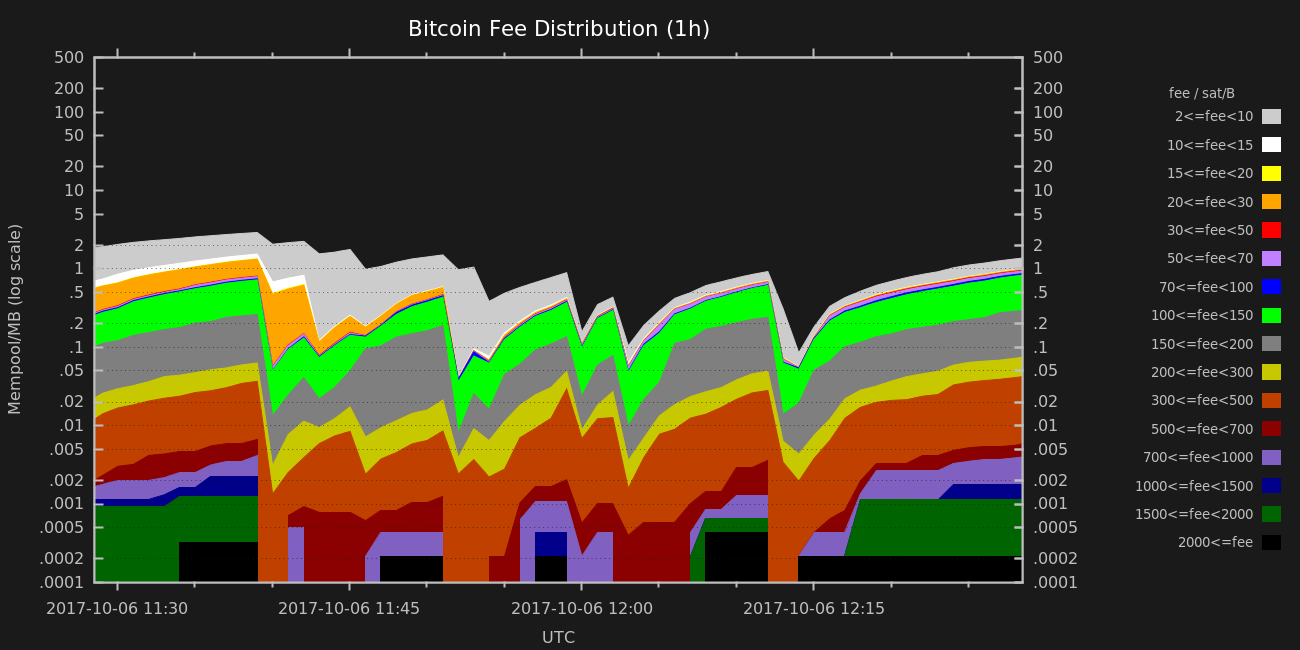 Bitcoin Fee Distribution (1h)
500 500
200 200
100 100
50 50
20 20
10 10
5 5
2 2
1 1
.5 .5
.2 .2
.1 .1
.05 .05
.02 .02
.01 .01
.005 .005
.002 .002
.001 .001
.0005 .0005
.0002 .0002
.0001 .0001
Mempool/MB (log scale)
2017-10-06 11:30 2017-10-06 11:45 2017-10-06 12:00 2017-10-06 12:15
UTC
fee / sat/B
2<=fee<10
10<=fee<15
15<=fee<20
20<=fee<30
30<=fee<50
50<=fee<70
70<=fee<100
100<=fee<150
150<=fee<200
200<=fee<300
300<=fee<500
500<=fee<700
700<=fee<1000
1000<=fee<1500
1500<=fee<2000
2000<=fee